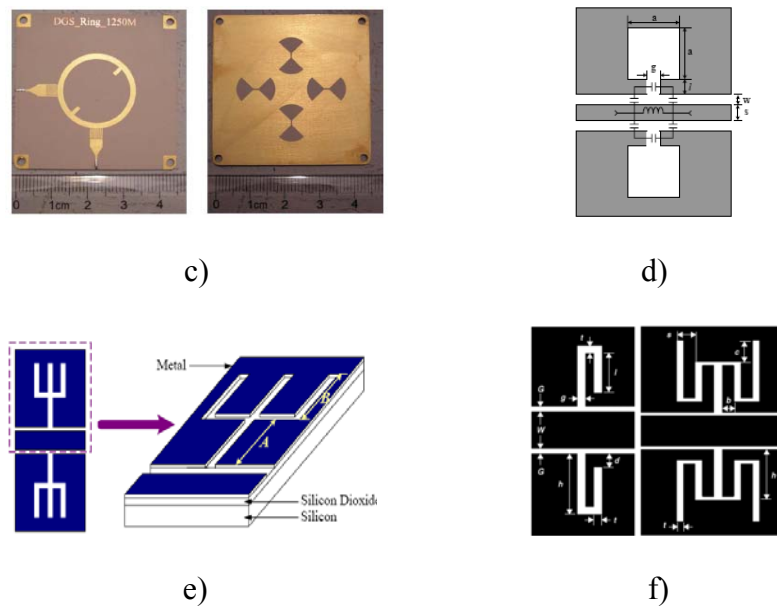 DGS_Ring_1250M
0 1cm 2 3 4
0 1cm 2 3 4
c)
a
a
g
l
w
s
d)
Metal
B
A
Silicon Dioxide
Silicon
e)
t
l
g
G
W
G
d
h
t
s
e
b
h
t
f)